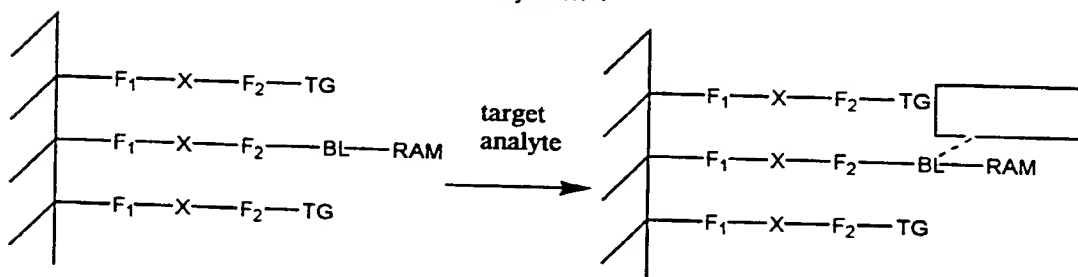 F₁—X—F₂—TG
F₁—X—F₂—BL—RAM
F₁—X—F₂—TG
target
analyte
F₁—X—F₂—TG
F₁—X—F₂—BL—RAM
F₁—X—F₂—TG